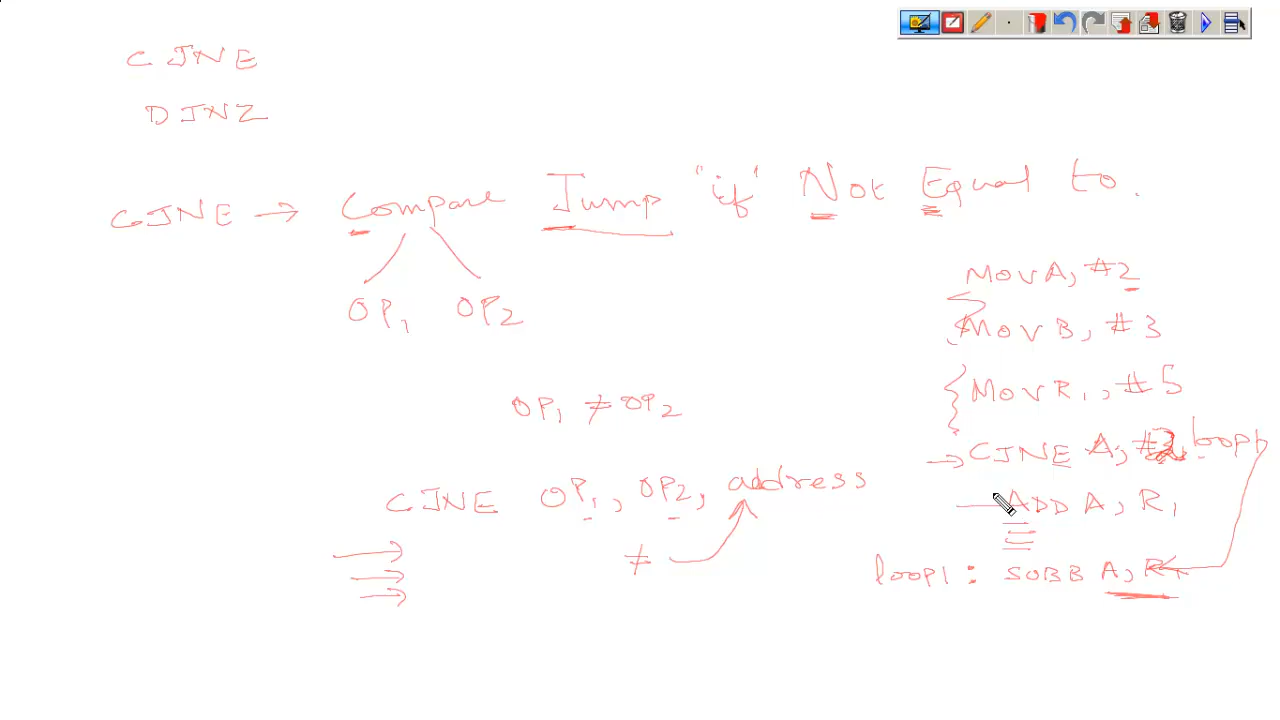 CJNE
DJNZ
CJNE → Compare Jump "if" Not Equal to.
OP1 OP2
OP1 ≠ OP2
CJNE OP1, OP2, address
≠
MOV A, #2
MOV B, #3
MOV R1, #5
CJNE A, # loop1
ADD A, R1
loop1: SUBB A, R1